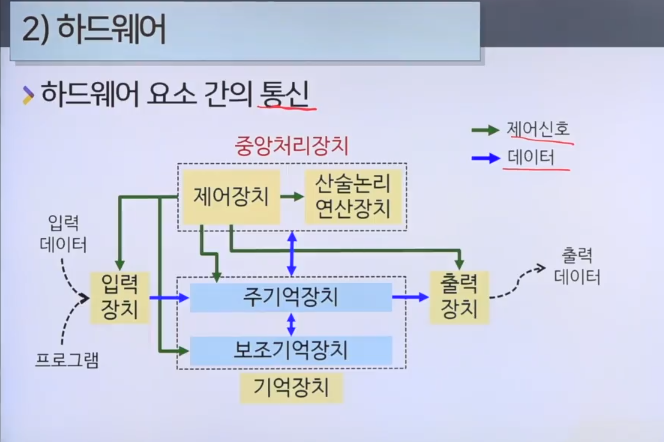 2) 하드웨어
하드웨어 요소 간의 통신
제어신호
데이터
중앙처리장치
제어장치
산술논리
연산장치
입력
데이터
프로그램
입력
장치
주기억장치
보조기억장치
기억장치
출력
장치
출력
데이터